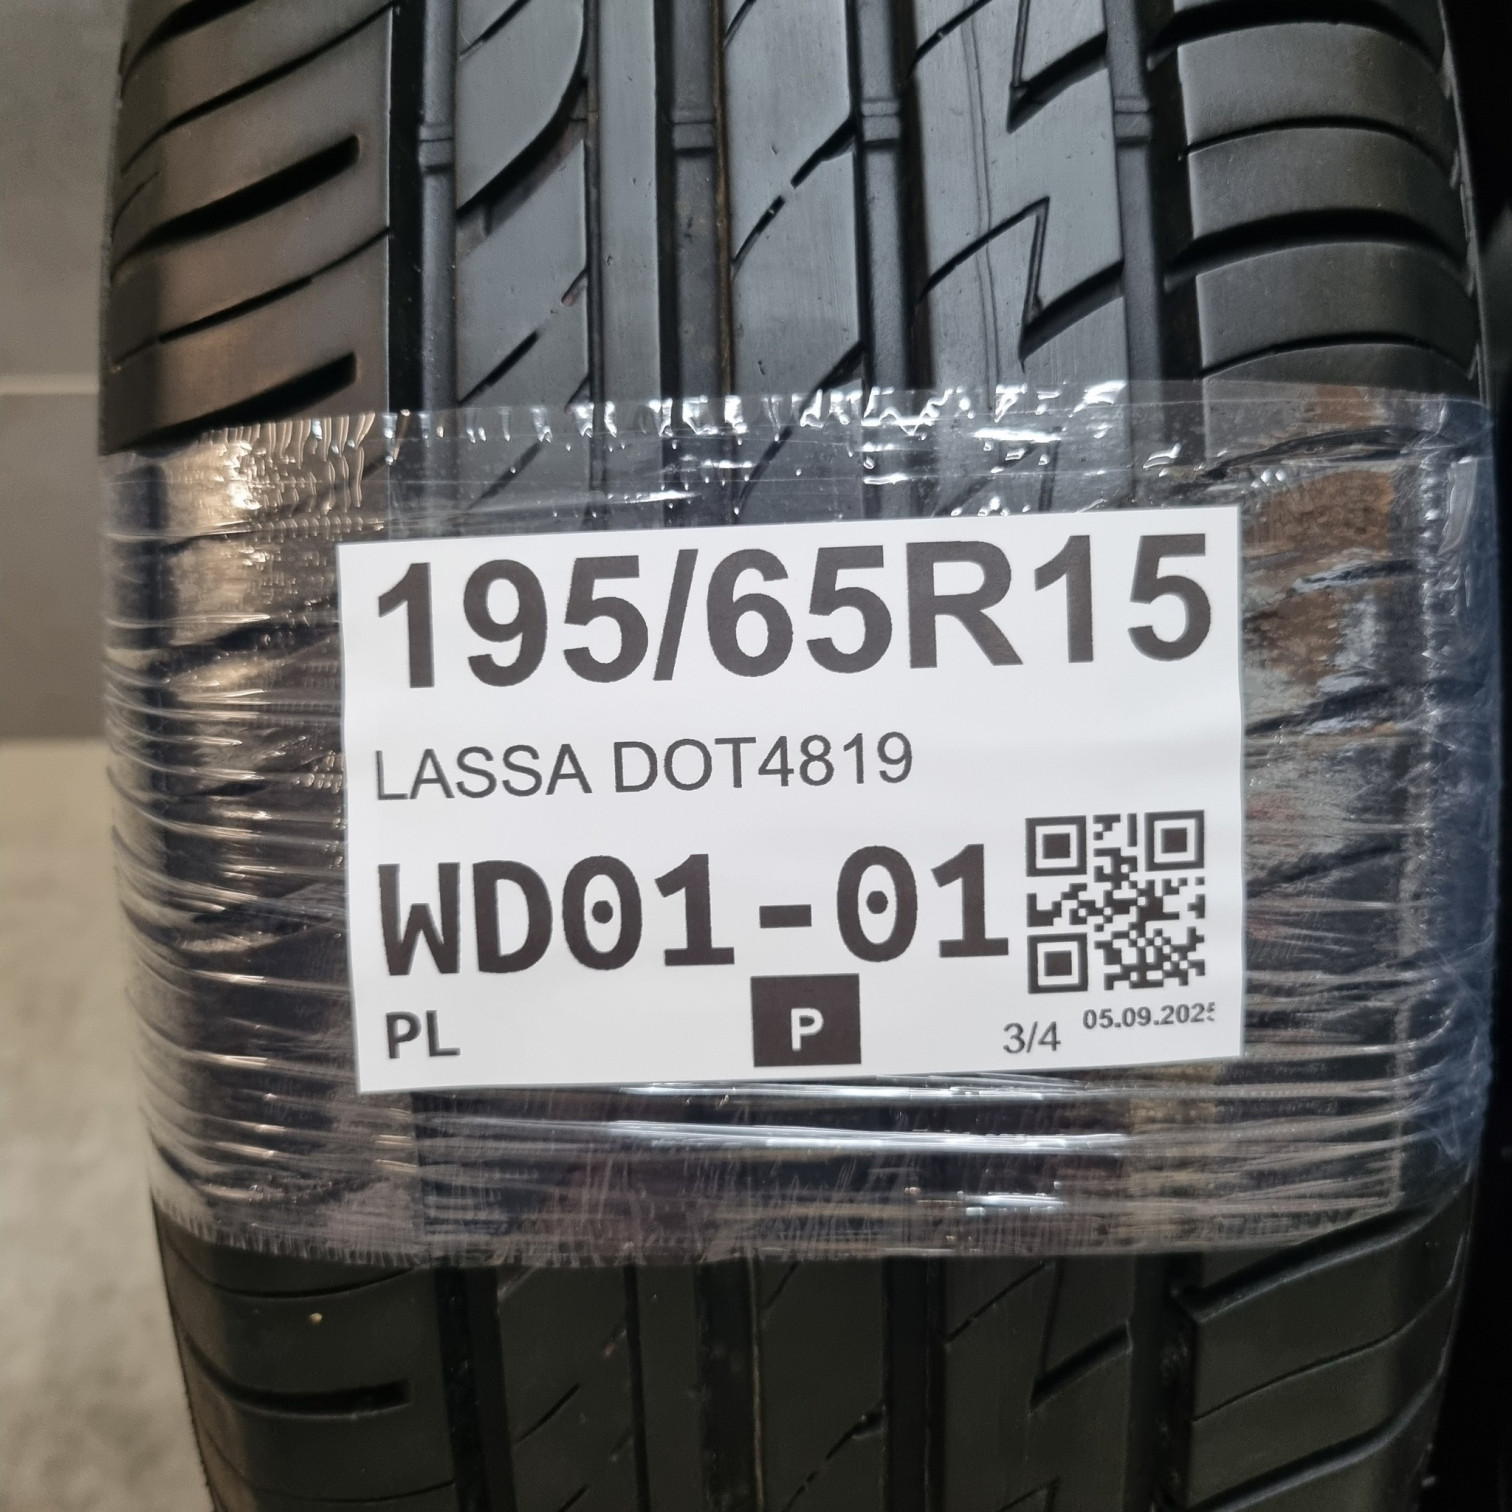 195/65R15
LASSA DOT4819
WD01-01
PL P 3/4 05.09.2025